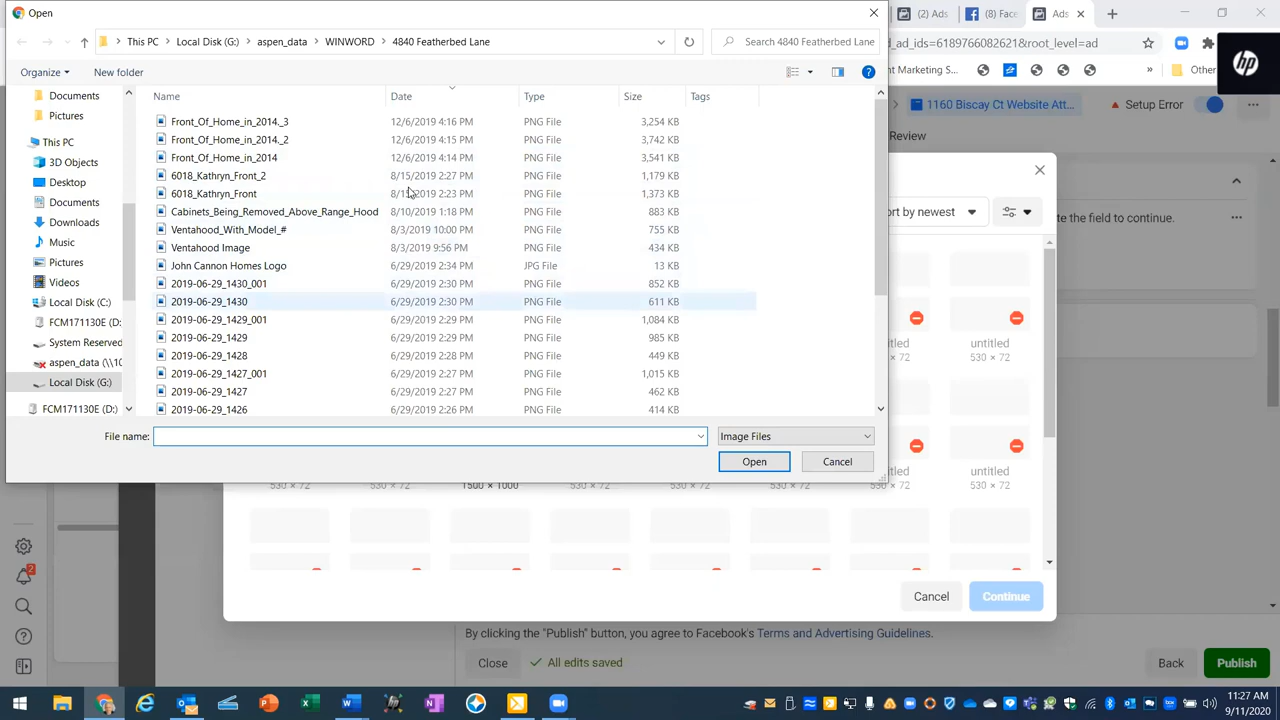 Open
(2) Ads
(8) Face
Ads
This PC
Local Disk (G:)
aspen_data
WINWORD
4840 Featherbed Lane
Search 4840 Featherbed Lane
_ad_ids=6189766082621&root_level=ad
Organize
New folder
nt Marketing S...
»
Other
hp
Documents
Pictures
This PC
3D Objects
Desktop
Documents
Downloads
Music
Pictures
Videos
Local Disk (C:)
FCM171130E (D:
System Reserved
aspen_data (\\10
Local Disk (G:)
FCM171130E (D:)
Name Date Type Size Tags
Front_Of_Home_in_2014._3 12/6/2019 4:16 PM PNG File 3,254 KB
Front_Of_Home_in_2014._2 12/6/2019 4:15 PM PNG File 3,742 KB
Front_Of_Home_in_2014 12/6/2019 4:14 PM PNG File 3,541 KB
6018_Kathryn_Front_2 8/15/2019 2:27 PM PNG File 1,179 KB
6018_Kathryn_Front 8/15/2019 2:23 PM PNG File 1,373 KB
Cabinets_Being_Removed_Above_Range_Hood 8/10/2019 1:18 PM PNG File 883 KB
Ventahood_With_Model_# 8/3/2019 10:00 PM PNG File 755 KB
Ventahood Image 8/3/2019 9:56 PM PNG File 434 KB
John Cannon Homes Logo 6/29/2019 2:34 PM JPG File 13 KB
2019-06-29_1430_001 6/29/2019 2:30 PM PNG File 852 KB
2019-06-29_1430 6/29/2019 2:30 PM PNG File 611 KB
2019-06-29_1429_001 6/29/2019 2:29 PM PNG File 1,084 KB
2019-06-29_1429 6/29/2019 2:29 PM PNG File 985 KB
2019-06-29_1428 6/29/2019 2:28 PM PNG File 449 KB
2019-06-29_1427_001 6/29/2019 2:27 PM PNG File 1,015 KB
2019-06-29_1427 6/29/2019 2:27 PM PNG File 462 KB
2019-06-29_1426 6/29/2019 2:26 PM PNG File 414 KB
File name:
Image Files
Open
Cancel
1160 Biscay Ct Website Att...
Setup Error
Review
ort by newest
te the field to continue.
untitled
530 × 72
ntitled
untitled
530 × 72 530 × 72 1500 × 1000 530 × 72 530 × 72 530 × 72 530 × 72
Cancel
Continue
By clicking the "Publish" button, you agree to Facebook's Terms and Advertising Guidelines.
Close
All edits saved
Back
Publish
2
11:27 AM
9/11/2020